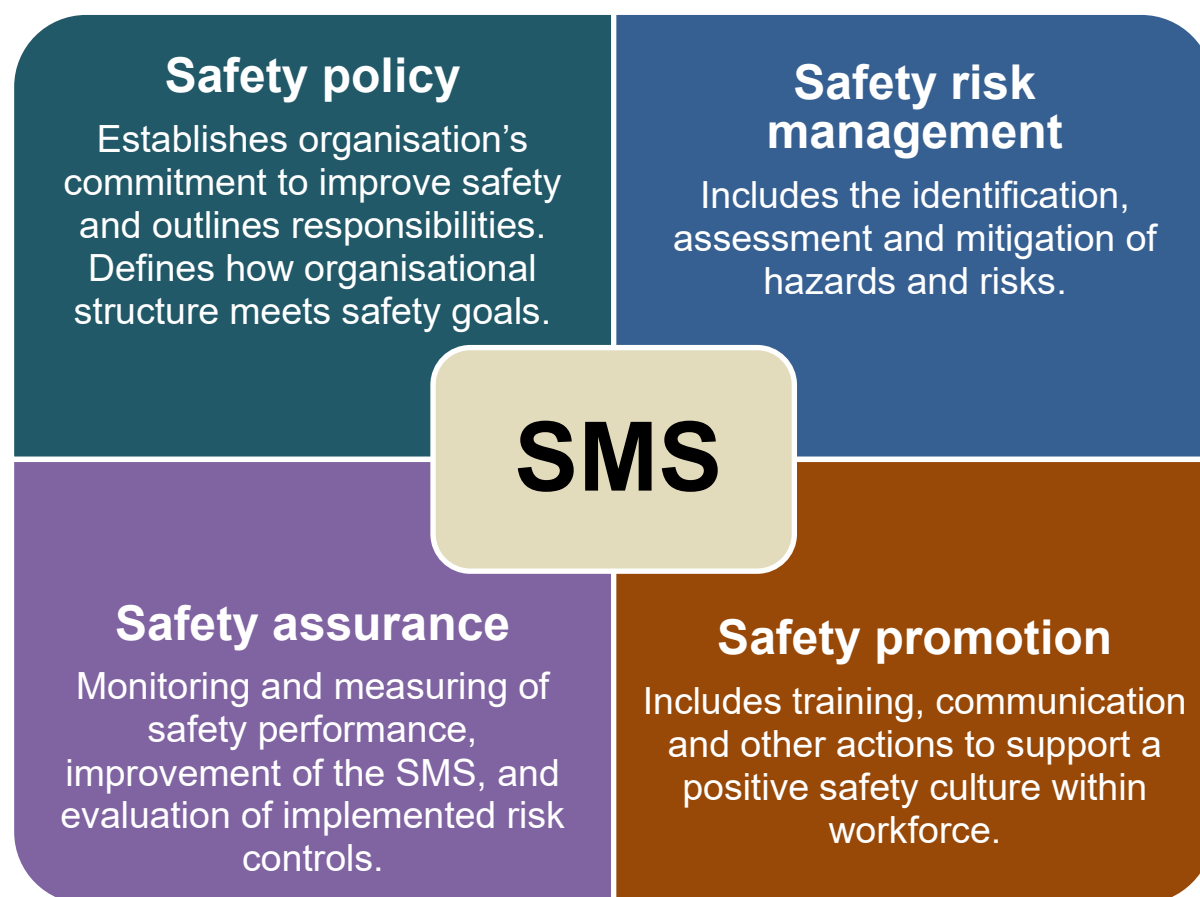 Safety policy
Establishes organisation’s
commitment to improve safety
and outlines responsibilities.
Defines how organisational
structure meets safety goals.
Safety risk
management
Includes the identification,
assessment and mitigation of
hazards and risks.
SMS
Safety assurance
Monitoring and measuring of
safety performance,
improvement of the SMS, and
evaluation of implemented risk
controls.
Safety promotion
Includes training, communication
and other actions to support a
positive safety culture within
workforce.